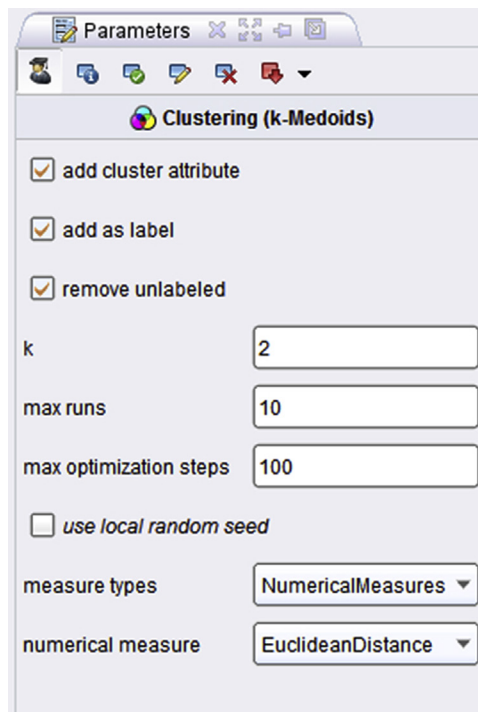 Parameters
Clustering (k-Medoids)
add cluster attribute
add as label
remove unlabeled
k 2
max runs 10
max optimization steps 100
use local random seed
measure types NumericalMeasures
numerical measure EuclideanDistance